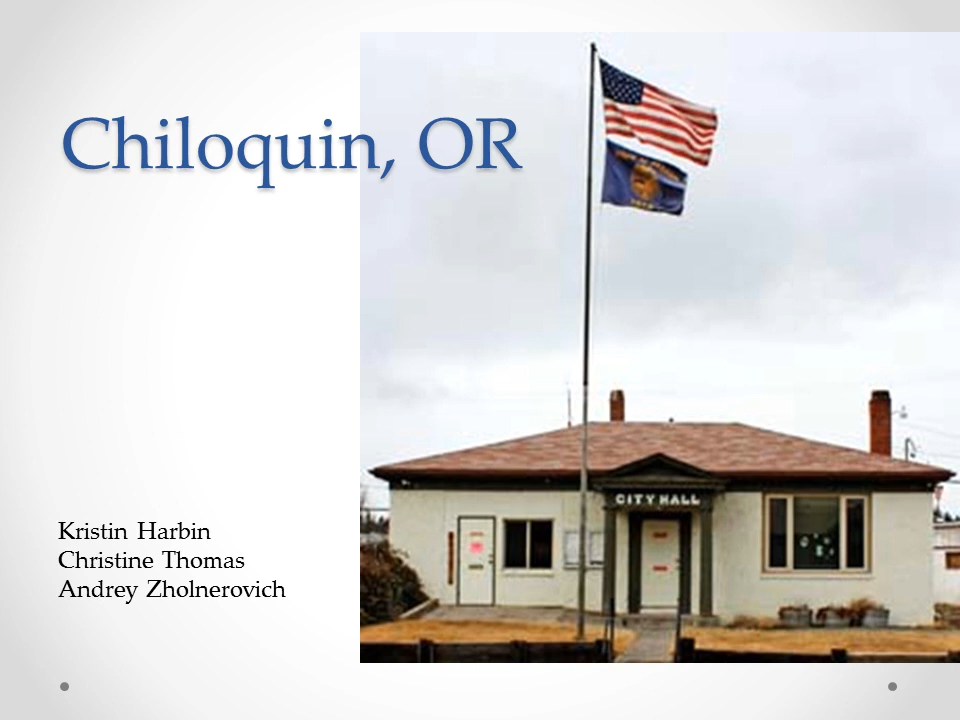 Chiloquin, OR
CITY HALL
Kristin Harbin
Christine Thomas
Andrey Zholnerovich